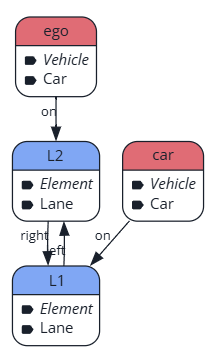 ego
Vehicle
Car
on
L2
Element
Lane
car
Vehicle
Car
right
left
on
L1
Element
Lane